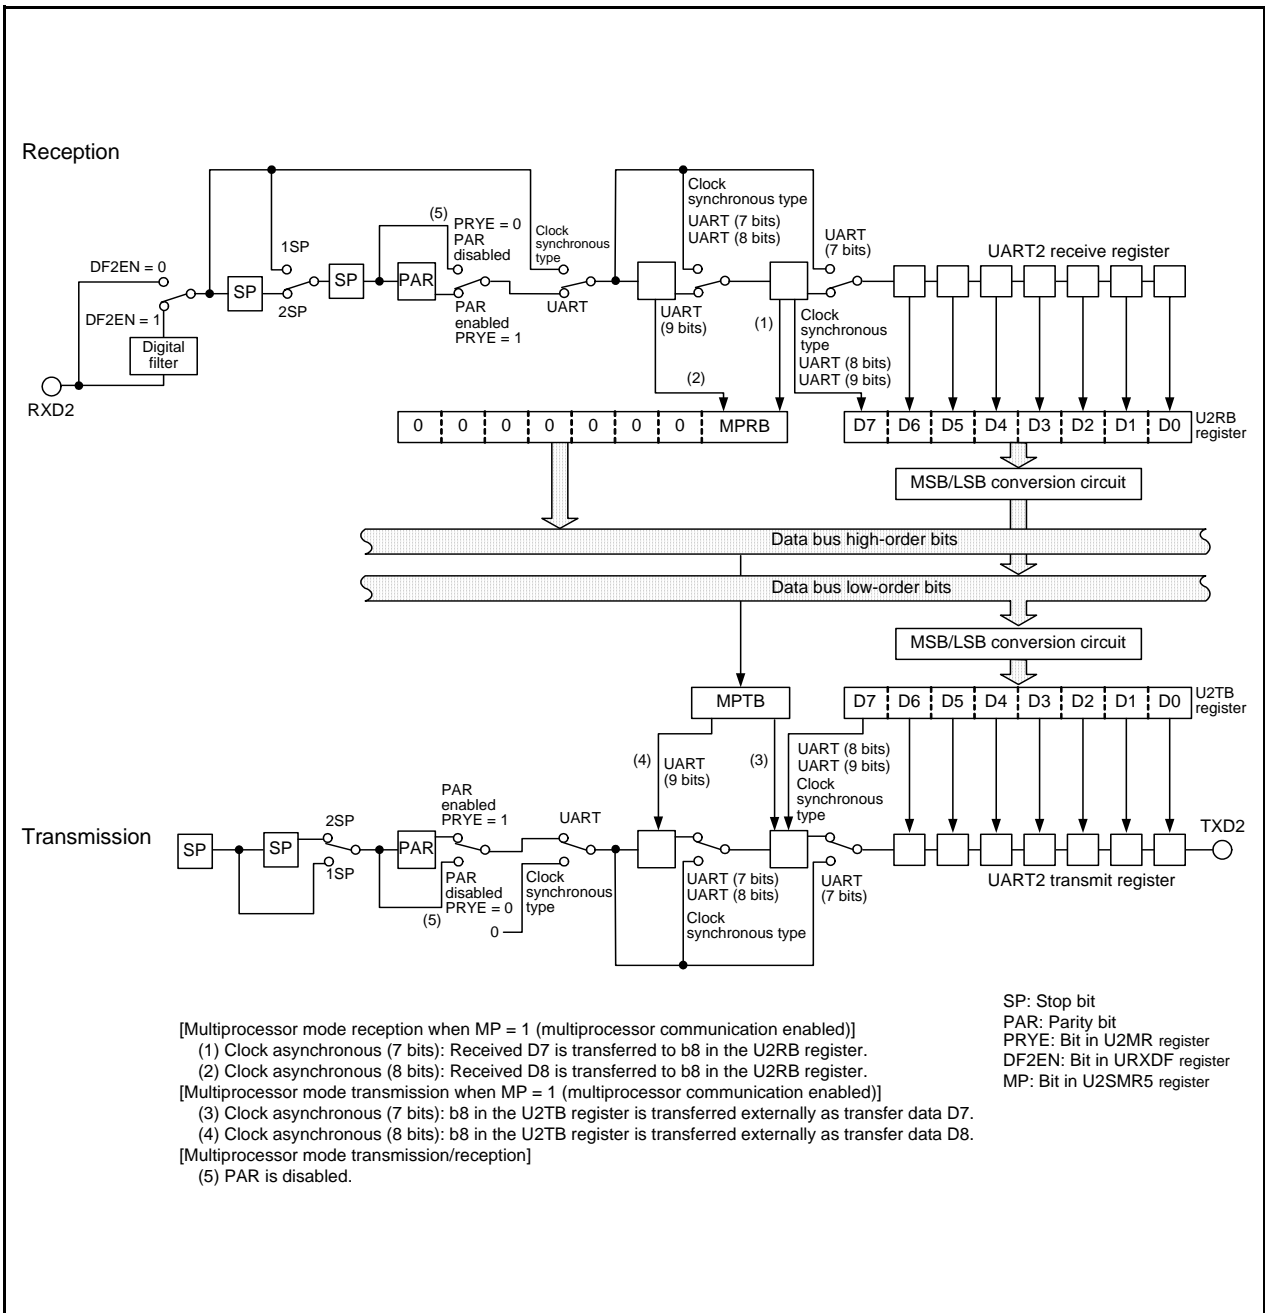 Reception
DF2EN = 0
DF2EN = 1
Digital
filter
RXD2
SP
1SP
2SP
SP
(5)
PRYE = 0
PAR
disabled
PAR
PAR
enabled
PRYE = 1
Clock
synchronous
type
UART
Clock
synchronous type
UART (7 bits)
UART (8 bits)
UART
(9 bits)
(1)
(2)
UART
(7 bits)
Clock
synchronous
type
UART (8 bits)
UART (9 bits)
UART2 receive register
0 0 0 0 0 0 0 MPRB
D7 D6 D5 D4 D3 D2 D1 D0
U2RB
register
MSB/LSB conversion circuit
Data bus high-order bits
Data bus low-order bits
MSB/LSB conversion circuit
MPTB
D7 D6 D5 D4 D3 D2 D1 D0
U2TB
register
(4)
UART
(9 bits)
(3)
UART (8 bits)
UART (9 bits)
Clock
synchronous
type
Transmission
SP
SP
2SP
1SP
PAR
enabled
PRYE = 1
PAR
PAR
disabled
PRYE = 0
(5)
UART
Clock
synchronous
type
0
UART (7 bits)
UART (8 bits)
Clock
synchronous type
UART
(7 bits)
TXD2
UART2 transmit register
SP: Stop bit
PAR: Parity bit
PRYE: Bit in U2MR register
DF2EN: Bit in URXDF register
MP: Bit in U2SMR5 register
[Multiprocessor mode reception when MP = 1 (multiprocessor communication enabled)]
(1) Clock asynchronous (7 bits): Received D7 is transferred to b8 in the U2RB register.
(2) Clock asynchronous (8 bits): Received D8 is transferred to b8 in the U2RB register.
[Multiprocessor mode transmission when MP = 1 (multiprocessor communication enabled)]
(3) Clock asynchronous (7 bits): b8 in the U2TB register is transferred externally as transfer data D7.
(4) Clock asynchronous (8 bits): b8 in the U2TB register is transferred externally as transfer data D8.
[Multiprocessor mode transmission/reception]
(5) PAR is disabled.